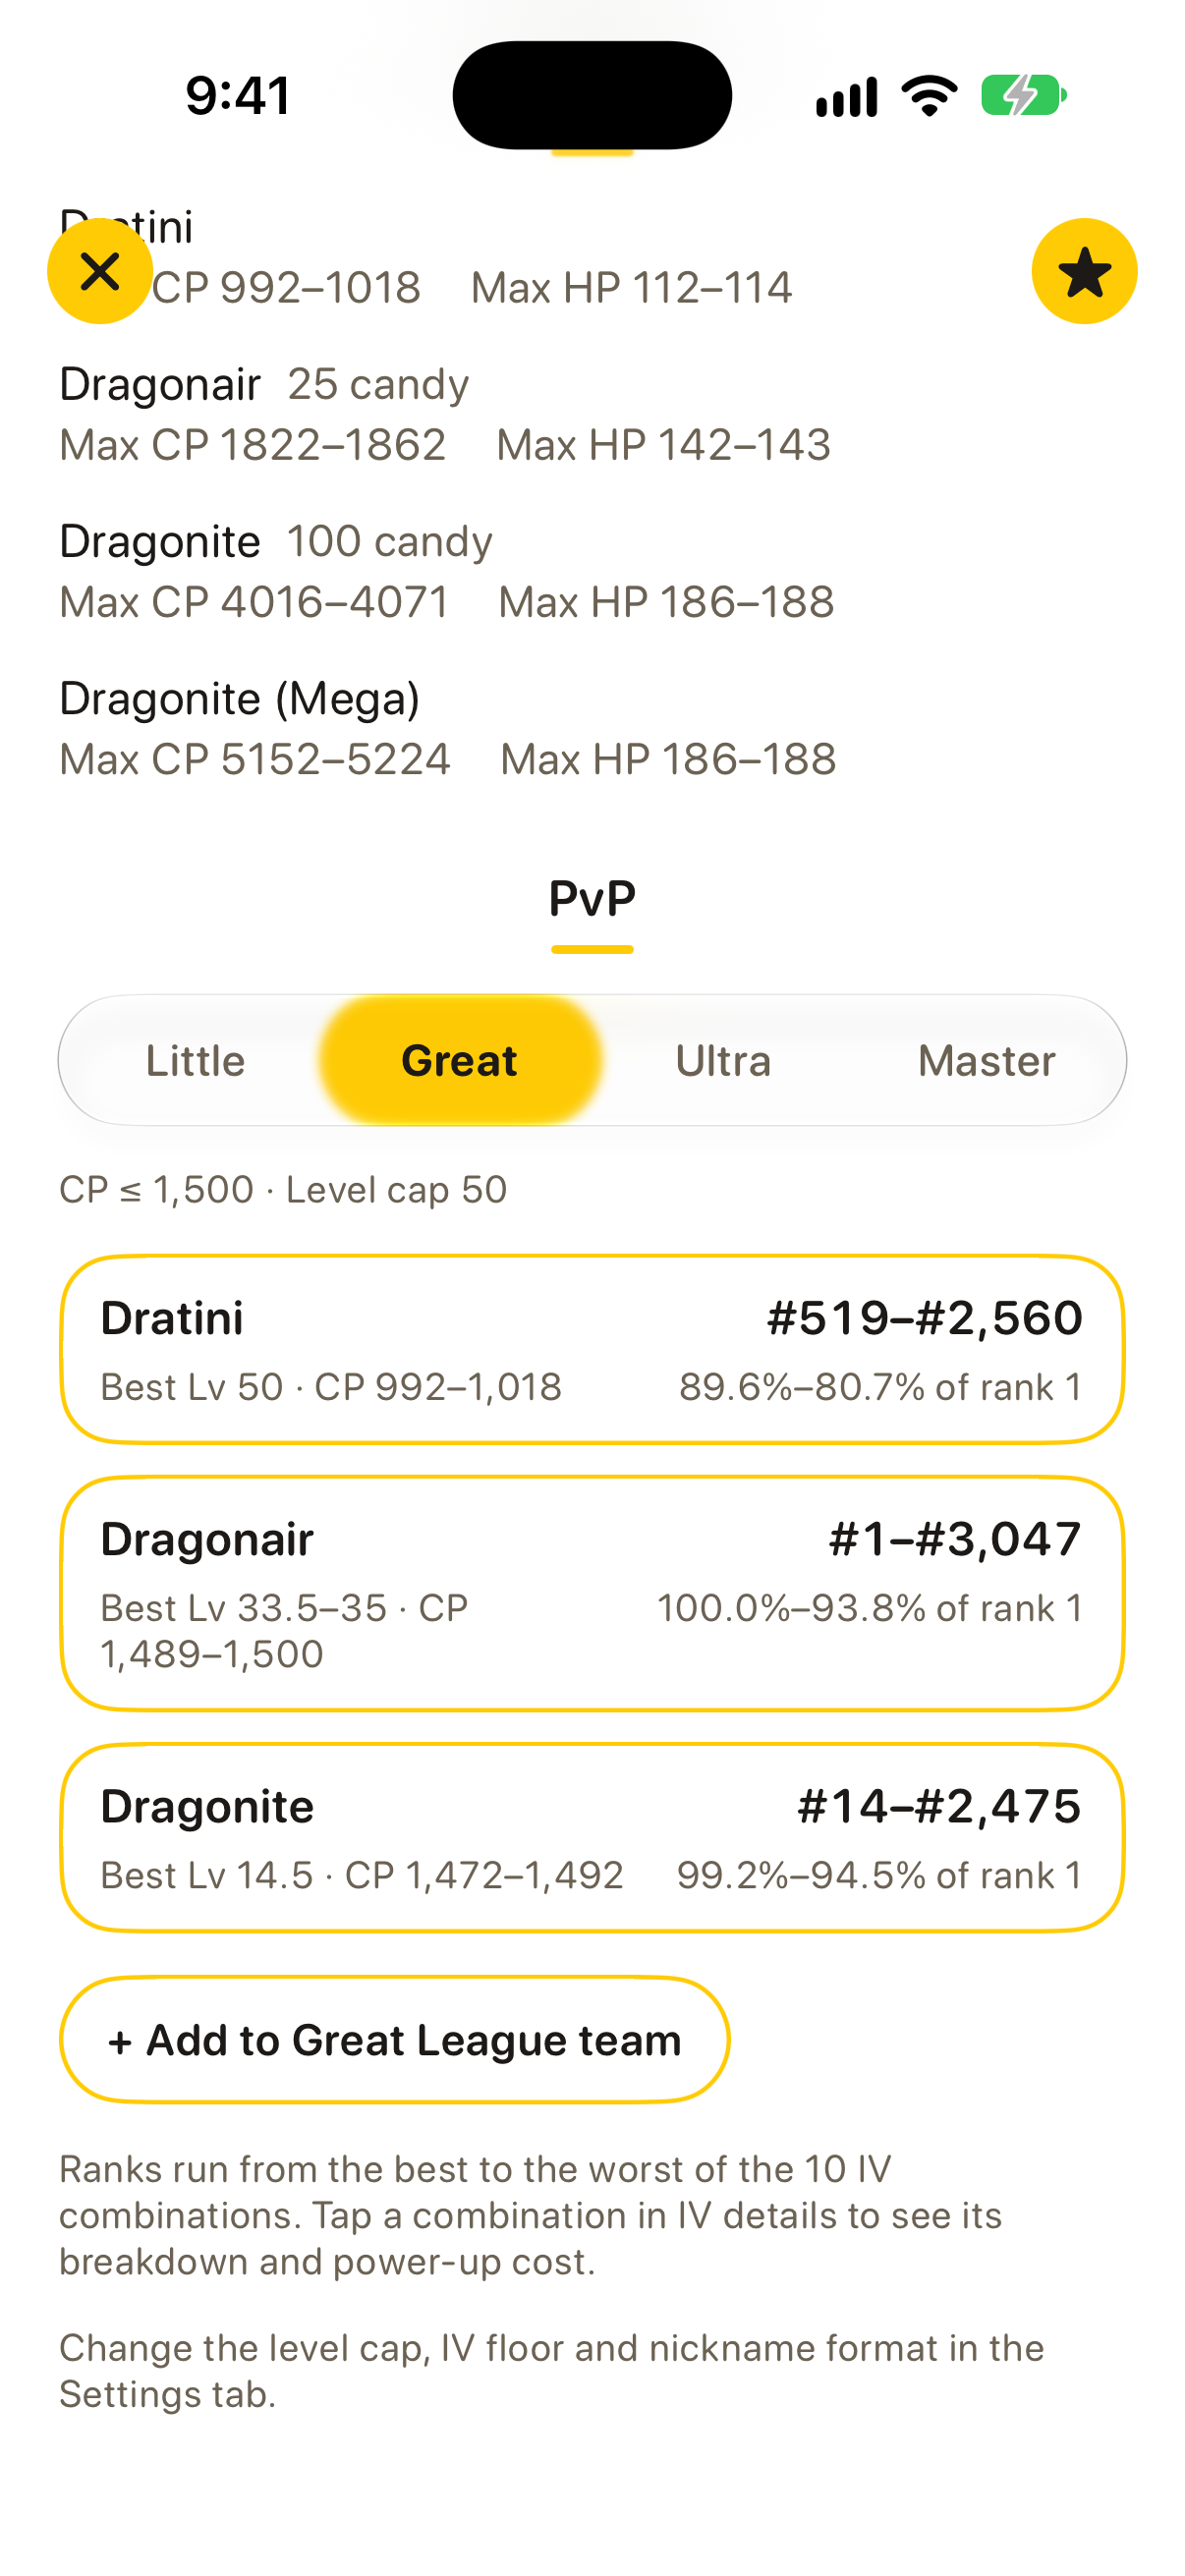 9:41
Dratini
CP 992–1018 Max HP 112–114
Dragonair 25 candy
Max CP 1822–1862 Max HP 142–143
Dragonite 100 candy
Max CP 4016–4071 Max HP 186–188
Dragonite (Mega)
Max CP 5152–5224 Max HP 186–188
PvP
Little Great Ultra Master
CP ≤ 1,500 · Level cap 50
Dratini #519–#2,560
Best Lv 50 · CP 992–1,018 89.6%–80.7% of rank 1
Dragonair #1–#3,047
Best Lv 33.5–35 · CP 100.0%–93.8% of rank 1
1,489–1,500
Dragonite #14–#2,475
Best Lv 14.5 · CP 1,472–1,492 99.2%–94.5% of rank 1
+ Add to Great League team
Ranks run from the best to the worst of the 10 IV
combinations. Tap a combination in IV details to see its
breakdown and power-up cost.
Change the level cap, IV floor and nickname format in the
Settings tab.